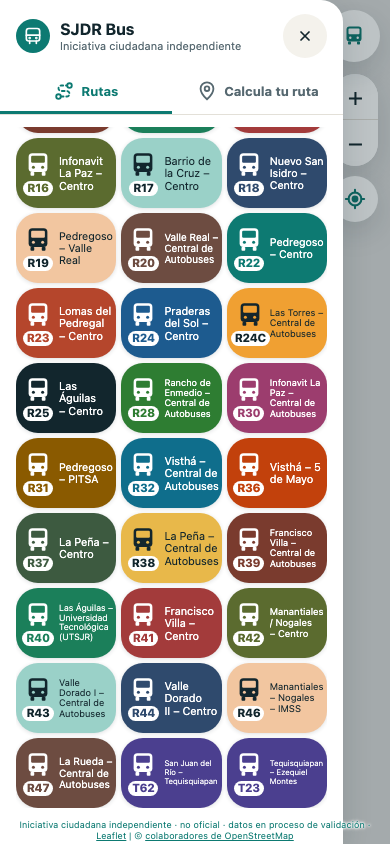 SJDR Bus
Iniciativa ciudadana independiente
Rutas
Calcula tu ruta
R16
Infonavit
La Paz –
Centro
R17
Barrio de
la Cruz –
Centro
R18
Nuevo San
Isidro –
Centro
R19
Pedregoso
– Valle
Real
R20
Valle Real –
Central de
Autobuses
R22
Pedregoso
– Centro
R23
Lomas del
Pedregal
– Centro
R24
Praderas
del Sol –
Centro
R24C
Las Torres –
Central de
Autobuses
R25
Las
Águilas
– Centro
R28
Rancho de
Enmedio –
Central de
Autobuses
R30
Infonavit La
Paz –
Central de
Autobuses
R31
Pedregoso
– PITSA
R32
Visthá –
Central de
Autobuses
R36
Visthá – 5
de Mayo
R37
La Peña –
Centro
R38
La Peña –
Central de
Autobuses
R39
Francisco
Villa –
Central de
Autobuses
R40
Las Águilas –
Universidad
Tecnológica
(UTSJR)
R41
Francisco
Villa –
Centro
R42
Manantiales
/ Nogales
– Centro
R43
Valle
Dorado I –
Central de
Autobuses
R44
Valle
Dorado
II – Centro
R46
Manantiales
– Nogales
– IMSS
R47
La Rueda –
Central de
Autobuses
T62
San Juan del
Río –
Tequisquiapan
T23
Tequisquiapan
– Ezequiel
Montes
Iniciativa ciudadana independiente · no oficial · datos en proceso de validación –
Leaflet | © colaboradores de OpenStreetMap